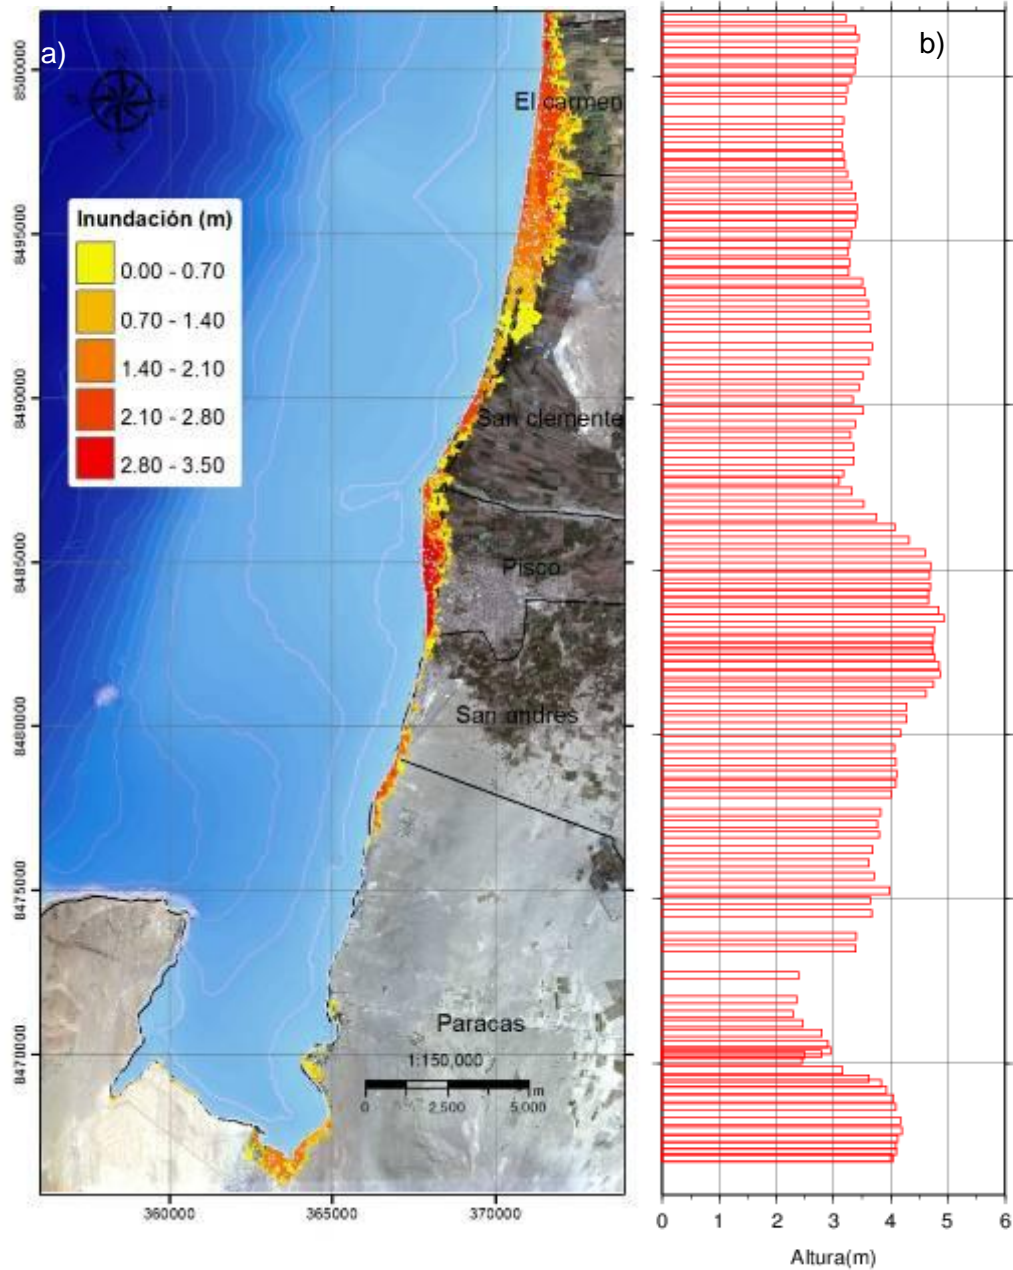 a)
b)
8500000
El carmen
Inundación (m)
0.00 - 0.70
0.70 - 1.40
1.40 - 2.10
2.10 - 2.80
2.80 - 3.50
8495000
8490000
San clemente
8485000
Pisco
8480000
San andres
8475000
8470000
Paracas
1:150,000
0 2,500 5,000 m
360000 365000 370000
0 1 2 3 4 5 6
Altura(m)